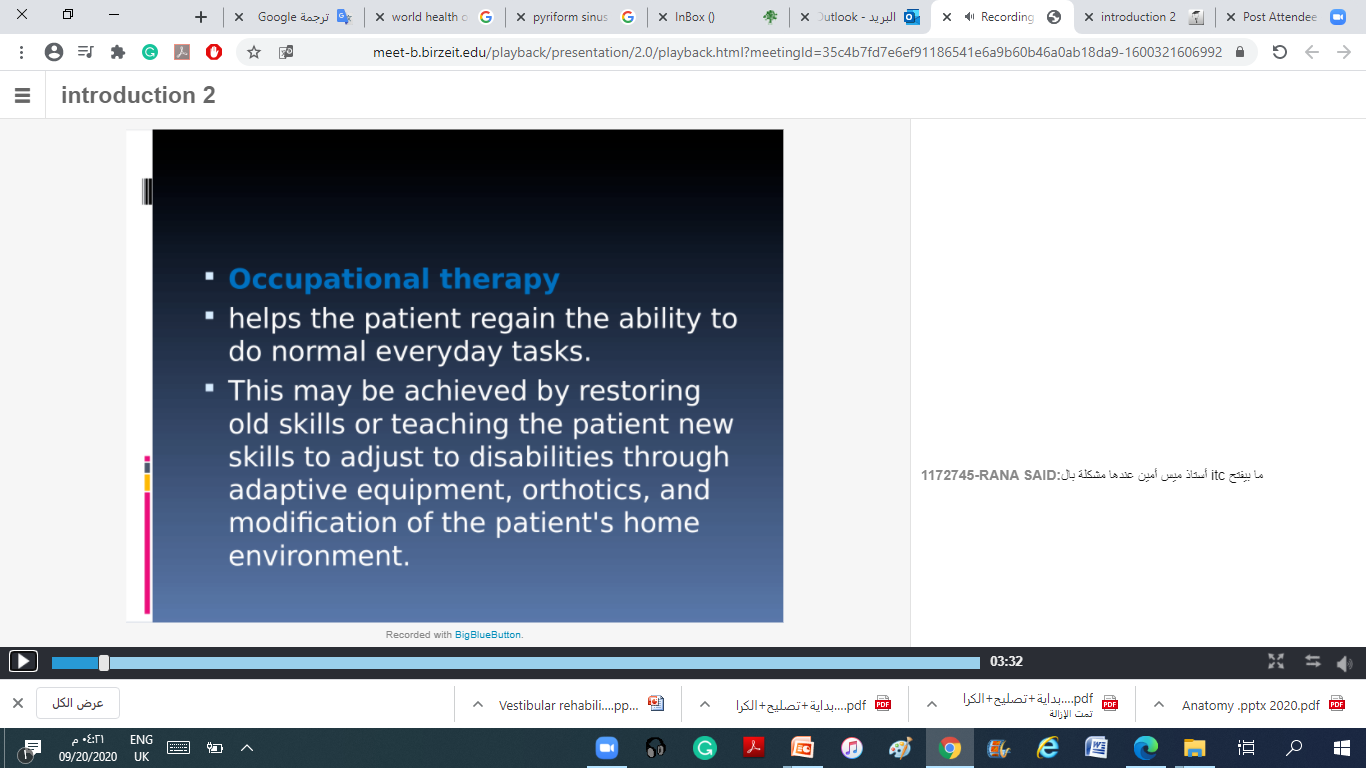 ترجمة Google
world health o
pyriform sinus
InBox ()
البريد - Outlook
Recording
introduction 2
Post Attendee
meet-b.birzeit.edu/playback/presentation/2.0/playback.html?meetingId=35c4b7fd7e6ef91186541e6a9b60b46a0ab18da9-1600321606992
introduction 2
Occupational therapy
helps the patient regain the ability to
do normal everyday tasks.
This may be achieved by restoring
old skills or teaching the patient new
skills to adjust to disabilities through
adaptive equipment, orthotics, and
modification of the patient's home
environment.
1172745-RANA SAID: أستاذ ميس أمين عندها مشكلة بال itc ما بيفتح
Recorded with BigBlueButton.
03:32
عرض الكل
Vestibular rehabili....pp...
بداية+تصليح+الكرا....pdf
بداية+تصليح+الكرا....pdf
تمت الإزالة
Anatomy .pptx 2020.pdf
٠٤:٢١ م
09/20/2020
ENG
UK